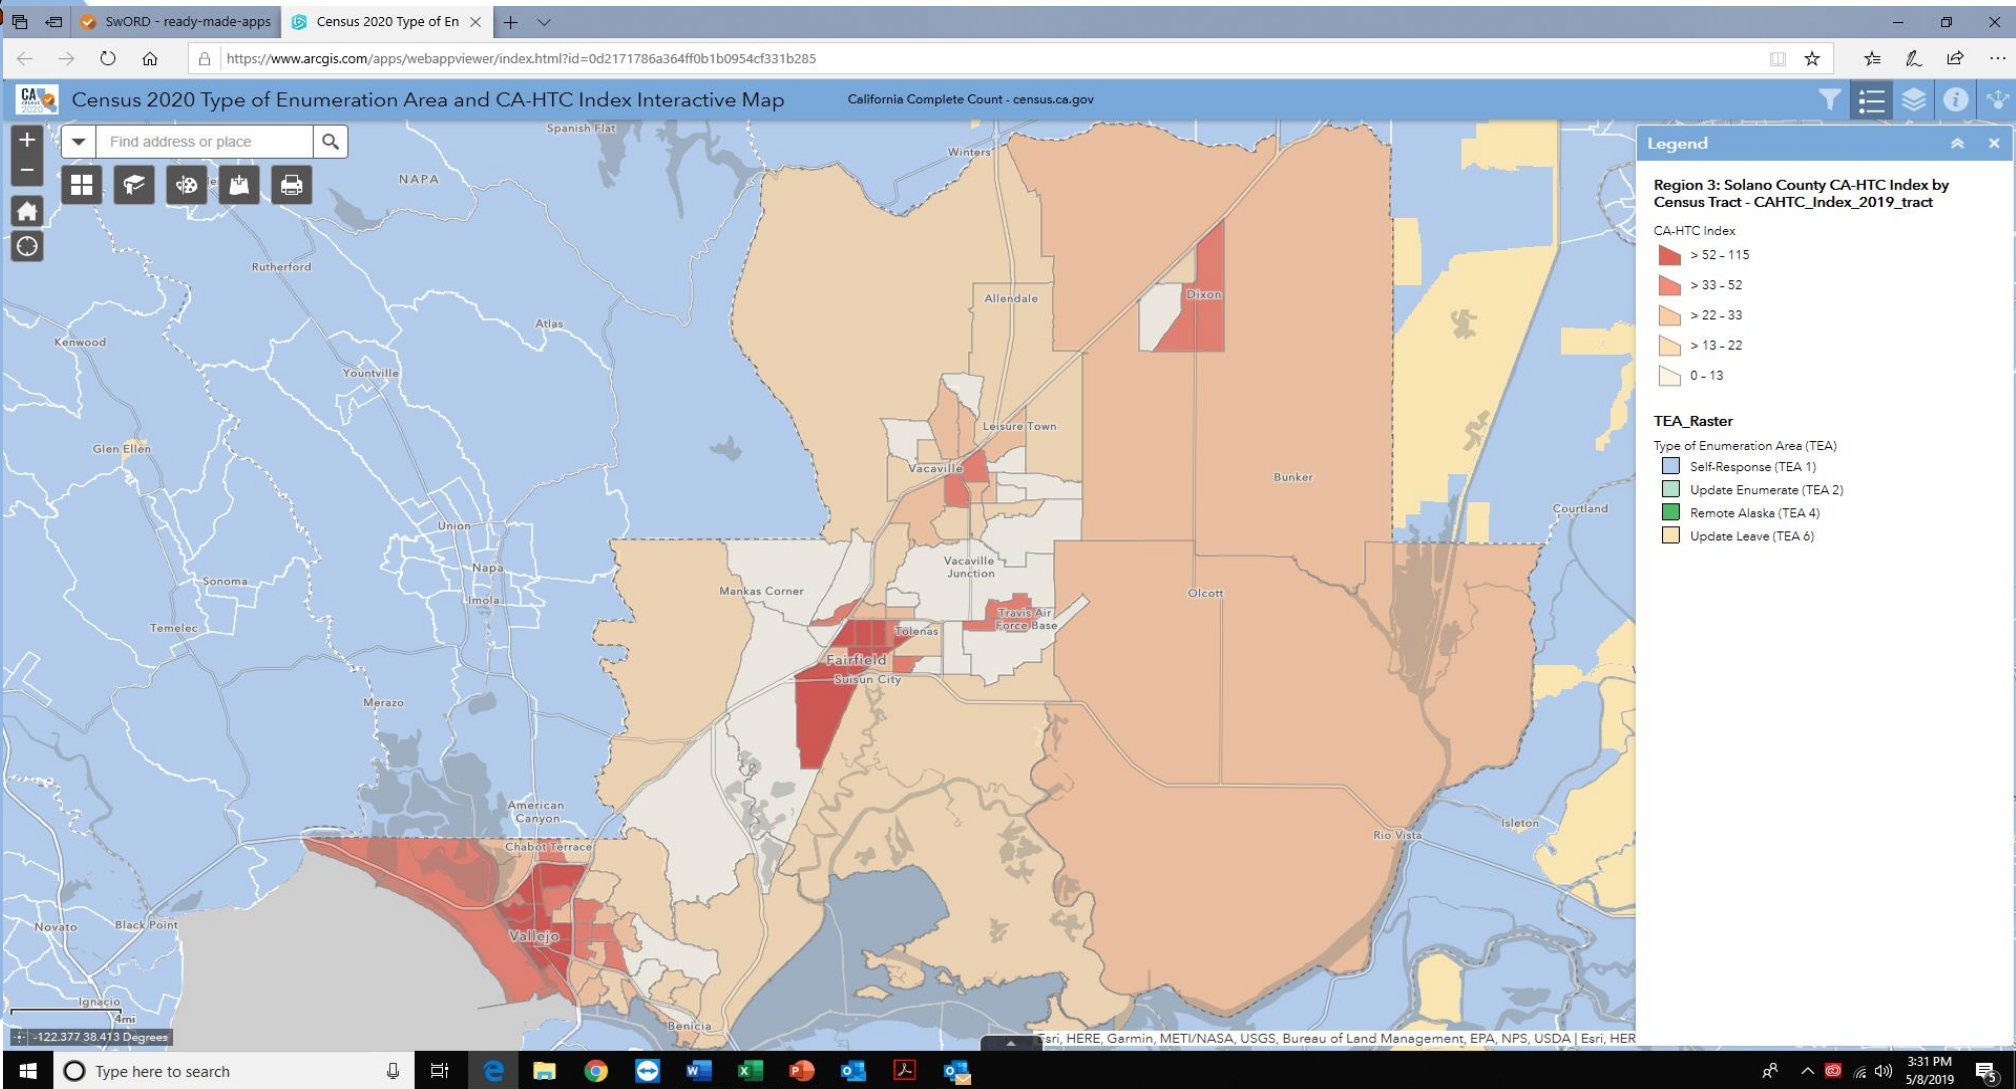 SwORD - ready-made-apps
Census 2020 Type of En
https://www.arcgis.com/apps/webappviewer/index.html?id=0d2171786a364ff0b1b0954cf331b285
CA
Census 2020 Type of Enumeration Area and CA-HTC Index Interactive Map
California Complete Count - census.ca.gov
Find address or place
Legend
Region 3: Solano County CA-HTC Index by
Census Tract - CAHTC_Index_2019_tract
CA-HTC Index
> 52 - 115
> 33 - 52
> 22 - 33
> 13 - 22
0 - 13
TEA_Raster
Type of Enumeration Area (TEA)
Self-Response (TEA 1)
Update Enumerate (TEA 2)
Remote Alaska (TEA 4)
Update Leave (TEA 6)
Spanish Flat
Winters
NAPA
Rutherford
Allendale
Dixon
Atlas
Kenwood
Yountville
Leisure Town
Glen Ellen
Vacaville
Bunker
Courtland
Union
Napa
Vacaville
Junction
Sonoma
Mankas Corner
Olcott
Imola
Travis Air
Force Base
Temelec
Tolenas
Fairfield
Suisun City
Merazo
American
Canyon
Isleton
Rio Vista
Chabot Terrace
Novato
Black Point
Vallejo
Ignacio
4mi
Benicia
-122.377 38.413 Degrees
Esri, HERE, Garmin, METI/NASA, USGS, Bureau of Land Management, EPA, NPS, USDA | Esri, HER
Type here to search
3:31 PM
5/8/2019
5